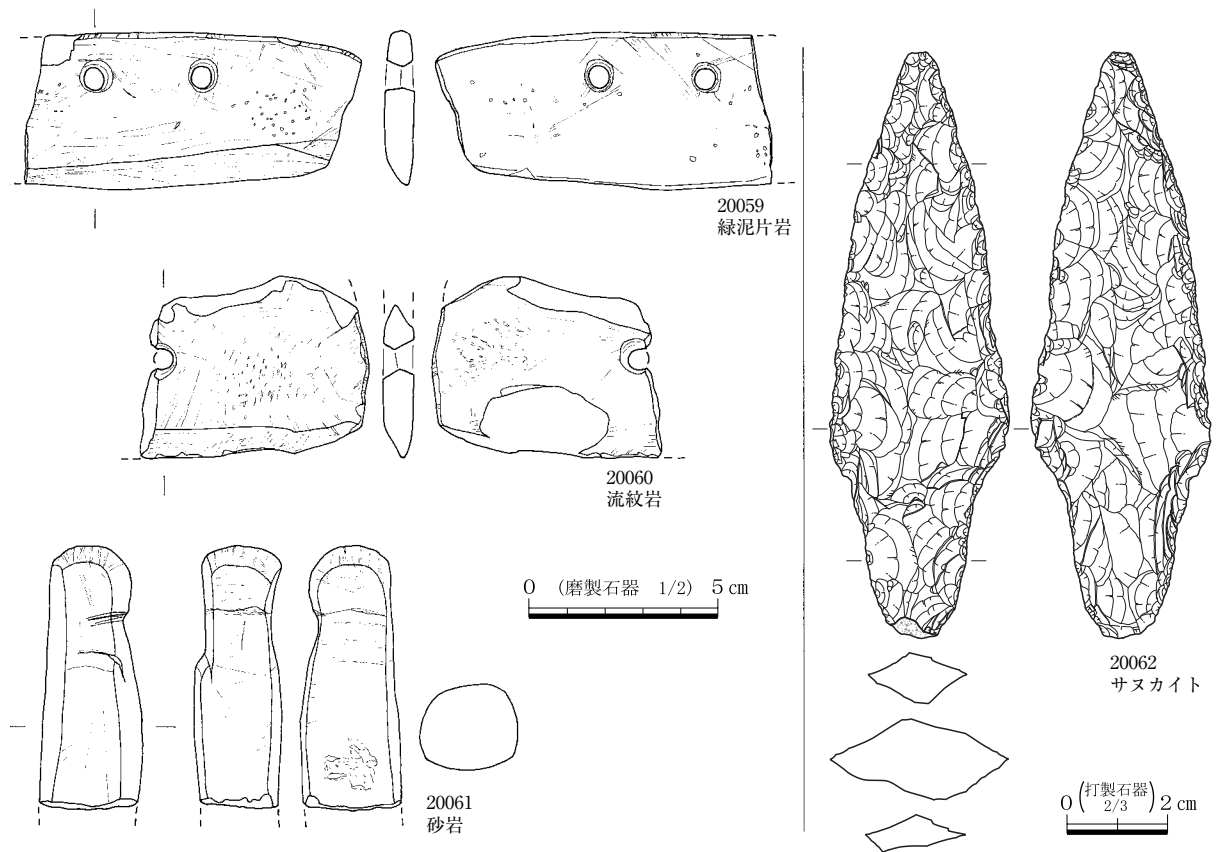 20059
緑泥片岩
20060
流紋岩
0 (磨製石器 1/2) 5 cm
20061
砂岩
20062
サヌカイト
0 (打製石器 2/3) 2 cm